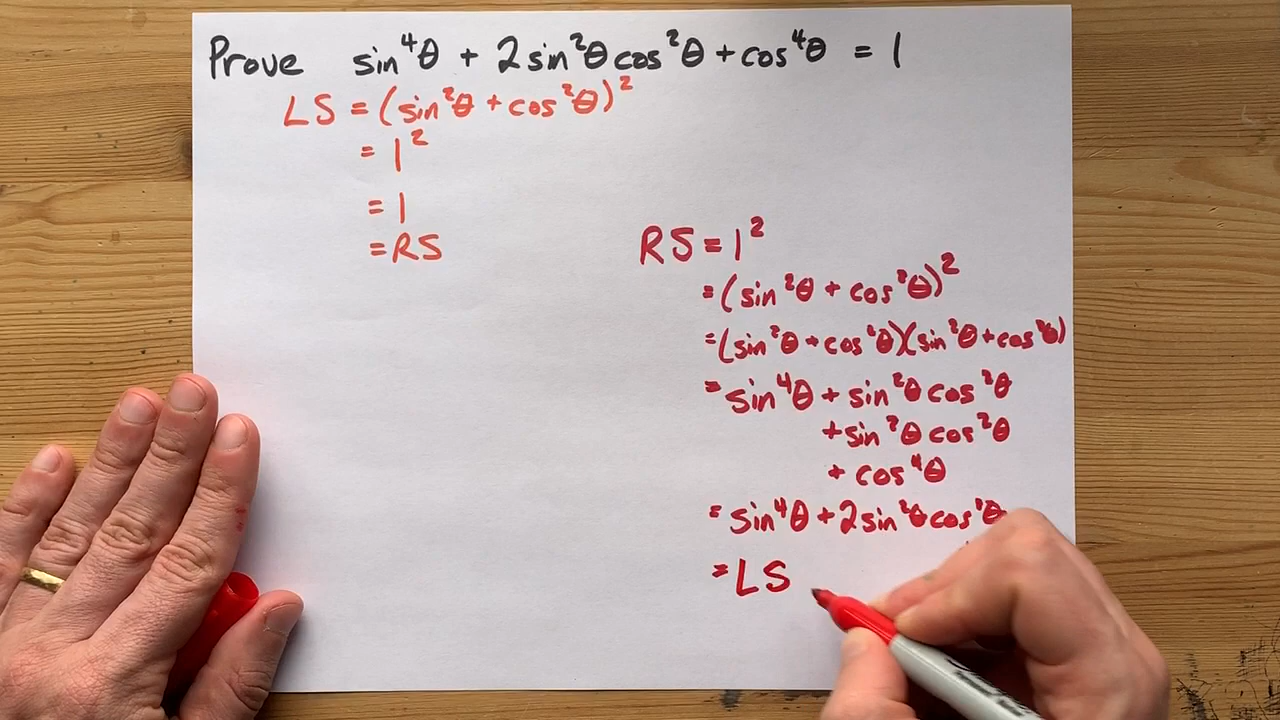 Prove sin⁴θ + 2sin²θcos²θ + cos⁴θ = 1
LS = (sin²θ + cos²θ)²
= 1²
= 1
= RS
RS = 1²
= (sin²θ + cos²θ)²
= (sin²θ + cos²θ)(sin²θ + cos²θ)
= sin⁴θ + sin²θcos²θ
+ sin²θcos²θ
+ cos⁴θ
= sin⁴θ + 2sin²θcos²θ
= LS